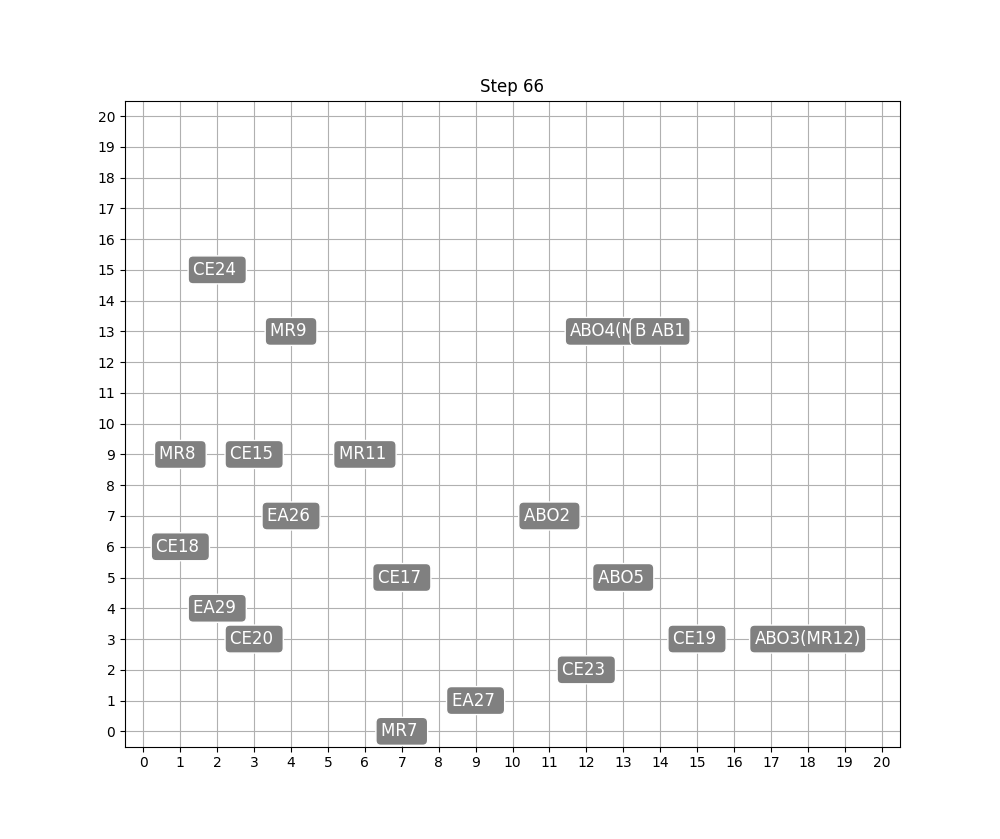 Step 66
20
19
18
17
16
15 CE24
14
13 MR9 ABO4( B AB1
12
11
10
9 MR8 CE15 MR11
8
7 EA26 ABO2
6 CE18
5 CE17 ABO5
4 EA29
3 CE20 CE19 ABO3(MR12)
2 CE23
1 EA27
0 MR7
0 1 2 3 4 5 6 7 8 9 10 11 12 13 14 15 16 17 18 19 20